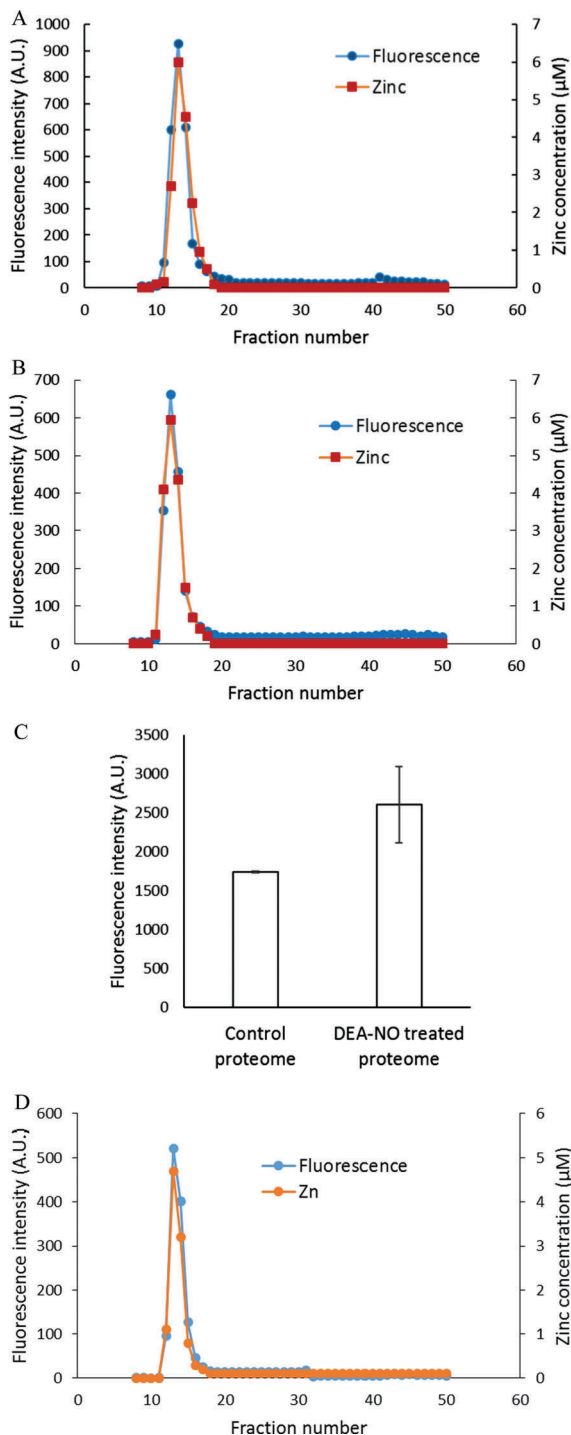 A
Fluorescence intensity (A.U.)
1000
900
800
700
600
500
400
300
200
100
0
Fluorescence
Zinc
7
6
5
4
3
2
1
0
Zinc concentration (µM)
0 10 20 30 40 50 60
Fraction number
B
Fluorescence intensity (A.U.)
700
600
500
400
300
200
100
0
Fluorescence
Zinc
7
6
5
4
3
2
1
0
Zinc concentration (µM)
0 10 20 30 40 50 60
Fraction number
C
Fluorescence intensity (A.U.)
3500
3000
2500
2000
1500
1000
500
0
Control
proteome
DEA-NO treated
proteome
D
Fluorescence intensity (A.U.)
600
500
400
300
200
100
0
Fluorescence
Zn
6
5
4
3
2
1
0
Zinc concentration (µM)
0 10 20 30 40 50 60
Fraction number